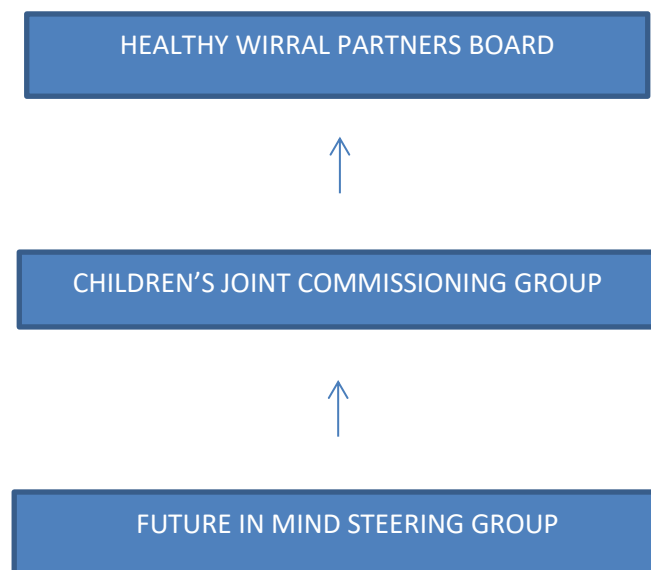 HEALTHY WIRRAL PARTNERS BOARD
CHILDREN’S JOINT COMMISSIONING GROUP
FUTURE IN MIND STEERING GROUP